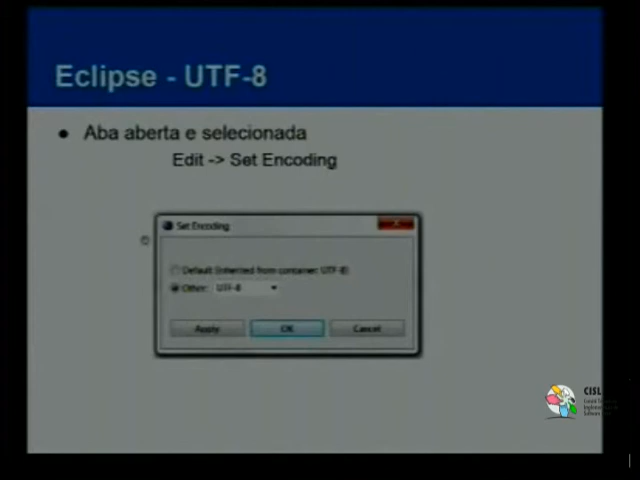 Eclipse - UTF-8
● Aba aberta e selecionada
Edit -> Set Encoding
Set Encoding
Default (inherited from container: UTF-8)
Other: UTF-8
Apply OK Cancel
CISL